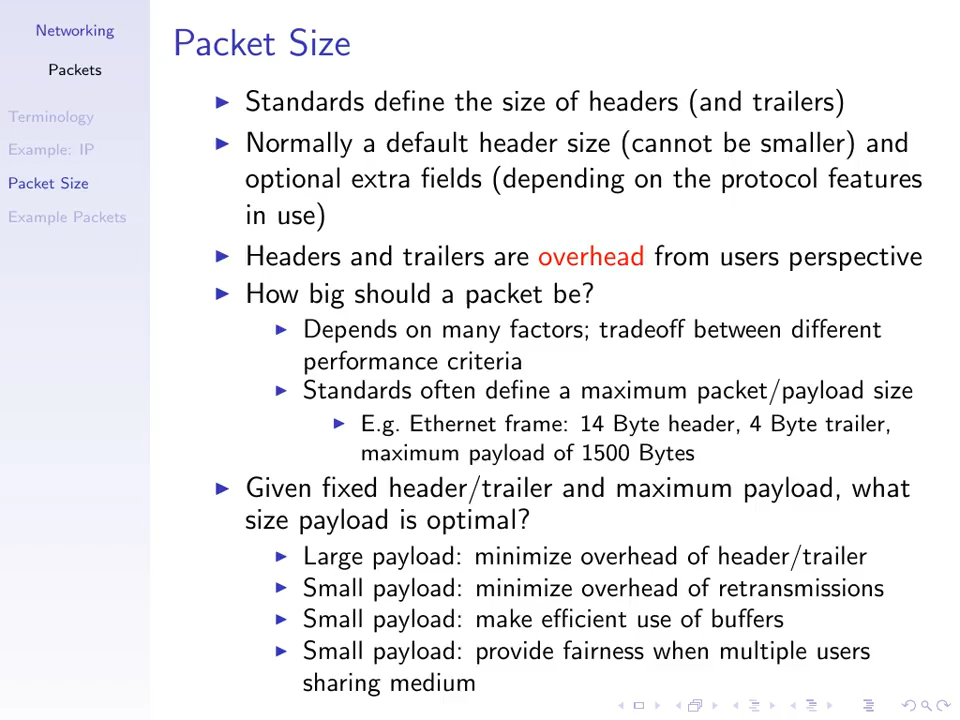 Networking
Packets
Terminology
Example: IP
Packet Size
Example Packets
Packet Size
Standards define the size of headers (and trailers)
Normally a default header size (cannot be smaller) and
optional extra fields (depending on the protocol features
in use)
Headers and trailers are overhead from users perspective
How big should a packet be?
Depends on many factors; tradeoff between different
performance criteria
Standards often define a maximum packet/payload size
E.g. Ethernet frame: 14 Byte header, 4 Byte trailer,
maximum payload of 1500 Bytes
Given fixed header/trailer and maximum payload, what
size payload is optimal?
Large payload: minimize overhead of header/trailer
Small payload: minimize overhead of retransmissions
Small payload: make efficient use of buffers
Small payload: provide fairness when multiple users
sharing medium